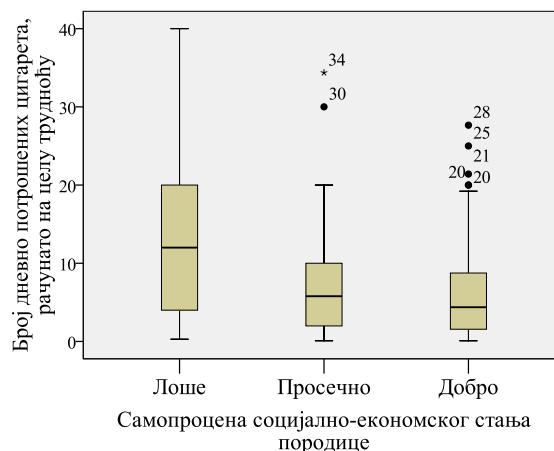 Број дневно потрошених цигарета,
рачунато на целу трудноћу
40
30
20
10
0
34
30
28
25
21
20
20
Лоше
Просечно
Добро
Самопроцена социјално-економског стања
породице